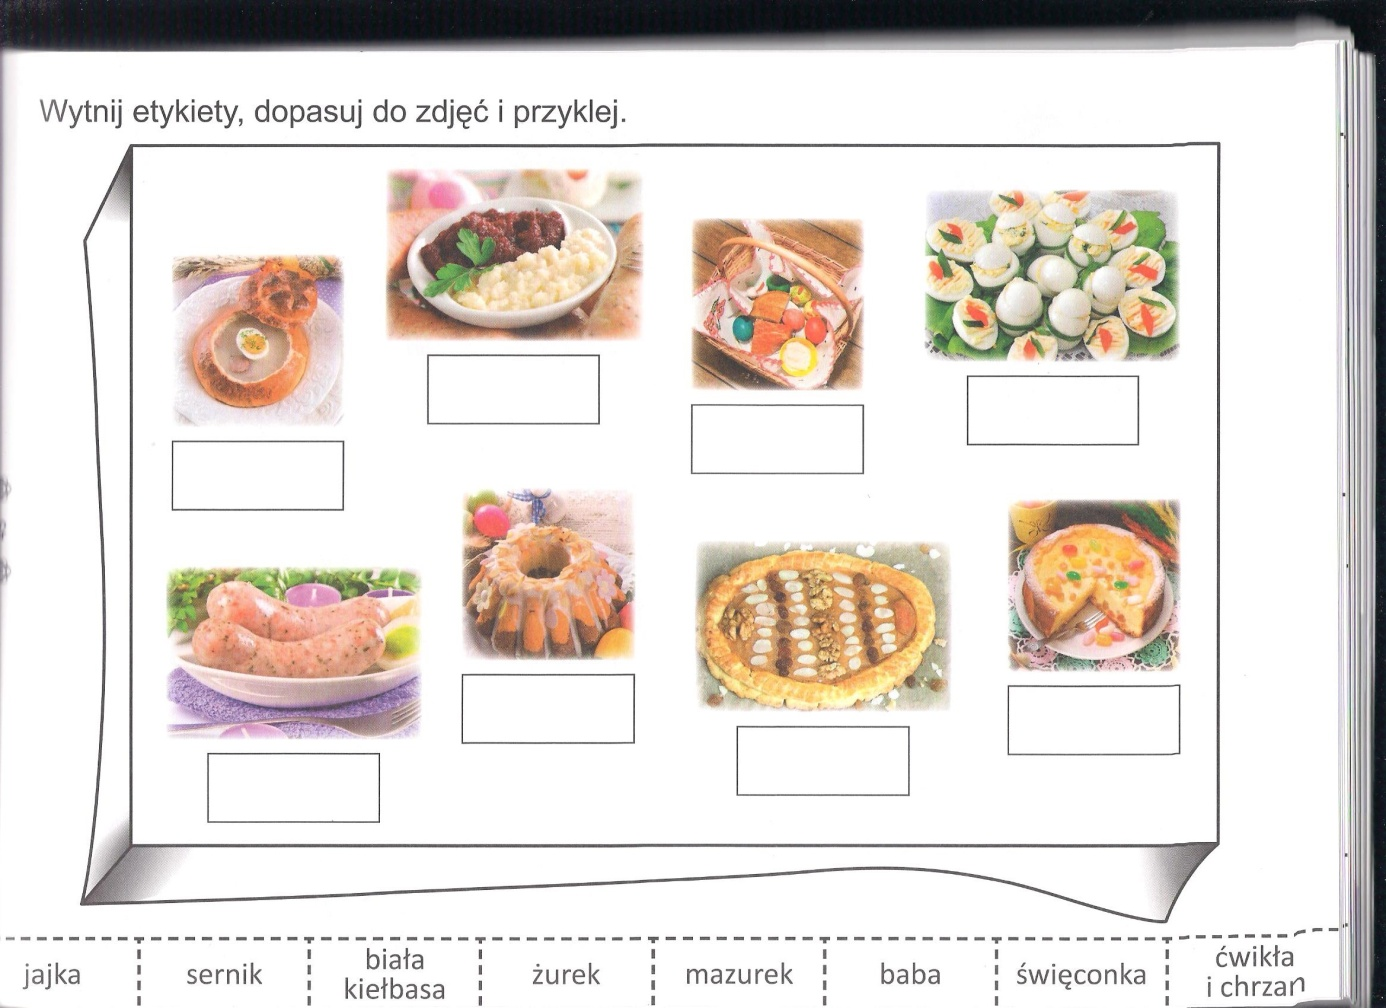 Wytnij etykiety, dopasuj do zdjęć i przyklej.
jajka
sernik
biała
kiełbasa
żurek
mazurek
baba
święconka
ćwikła
i chrzan